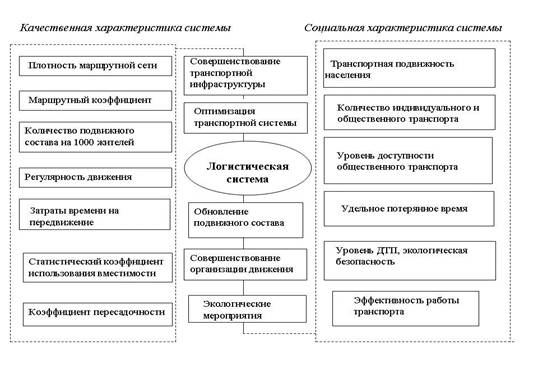 Качественная характеристика системы
Социальная характеристика системы
Плотность маршрутной сети
Маршрутный коэффициент
Количество подвижного
состава на 1000 жителей
Регулярность движения
Затраты времени на
передвижение
Статистический коэффициент
использования вместимости
Коэффициент пересадочности
Совершенствование
транспортной
инфраструктуры
Оптимизация
транспортной системы
Логистическая
система
Обновление
подвижного состава
Совершенствование
организации движения
Экологические
мероприятия
Транспортная подвижность
населения
Количество индивидуального и
общественного транспорта
Уровень доступности
общественного транспорта
Удельное потерянное время
Уровень ДТП, экологическая
безопасность
Эффективность работы
транспорта